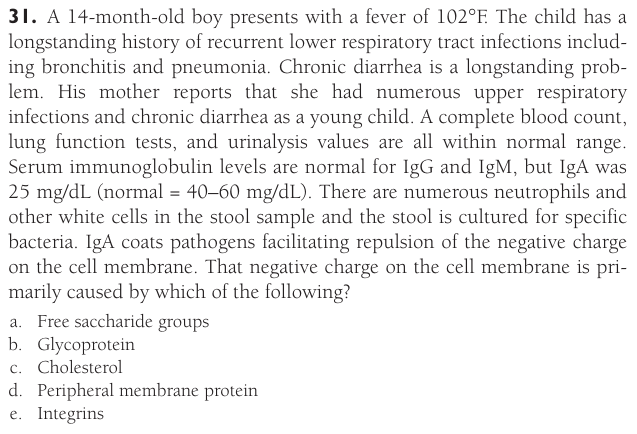 31. A 14-month-old boy presents with a fever of 102°F. The child has a
longstanding history of recurrent lower respiratory tract infections includ-
ing bronchitis and pneumonia. Chronic diarrhea is a longstanding prob-
lem. His mother reports that she had numerous upper respiratory
infections and chronic diarrhea as a young child. A complete blood count,
lung function tests, and urinalysis values are all within normal range.
Serum immunoglobulin levels are normal for IgG and IgM, but IgA was
25 mg/dL (normal = 40–60 mg/dL). There are numerous neutrophils and
other white cells in the stool sample and the stool is cultured for specific
bacteria. IgA coats pathogens facilitating repulsion of the negative charge
on the cell membrane. That negative charge on the cell membrane is pri-
marily caused by which of the following?
a. Free saccharide groups
b. Glycoprotein
c. Cholesterol
d. Peripheral membrane protein
e. Integrins